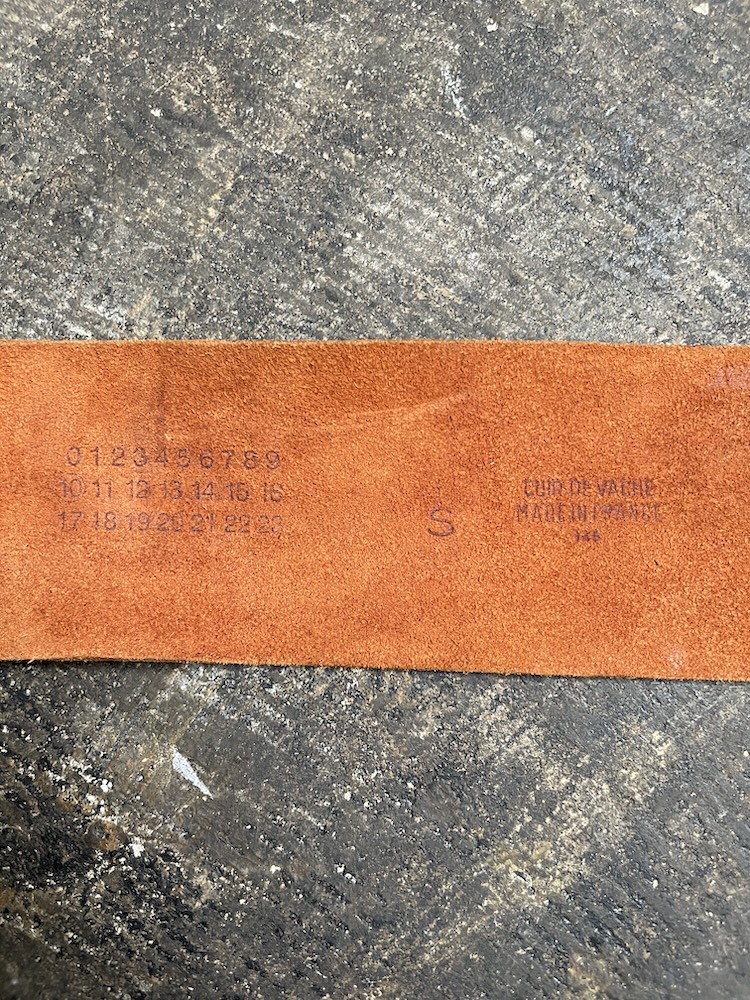 0 1 2 3 4 5 6 7 8 9
10 11 12 13 14 15 16
17 18 19 20 21 22 23
S
CUIR DE VACHE
MADE IN FRANCE